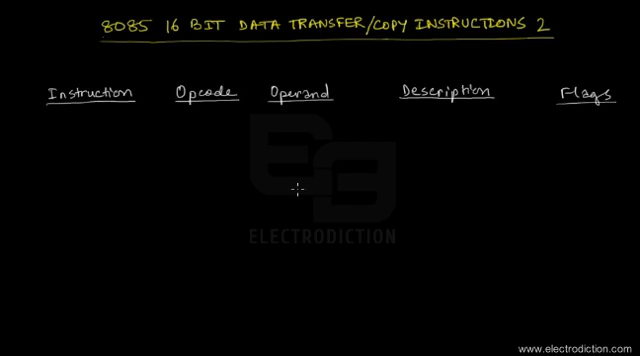 8085 16 BIT DATA TRANSFER/COPY INSTRUCTIONS 2
Instruction Opcode Operand Description Flags
ELECTRODICTION
www.electrodiction.com